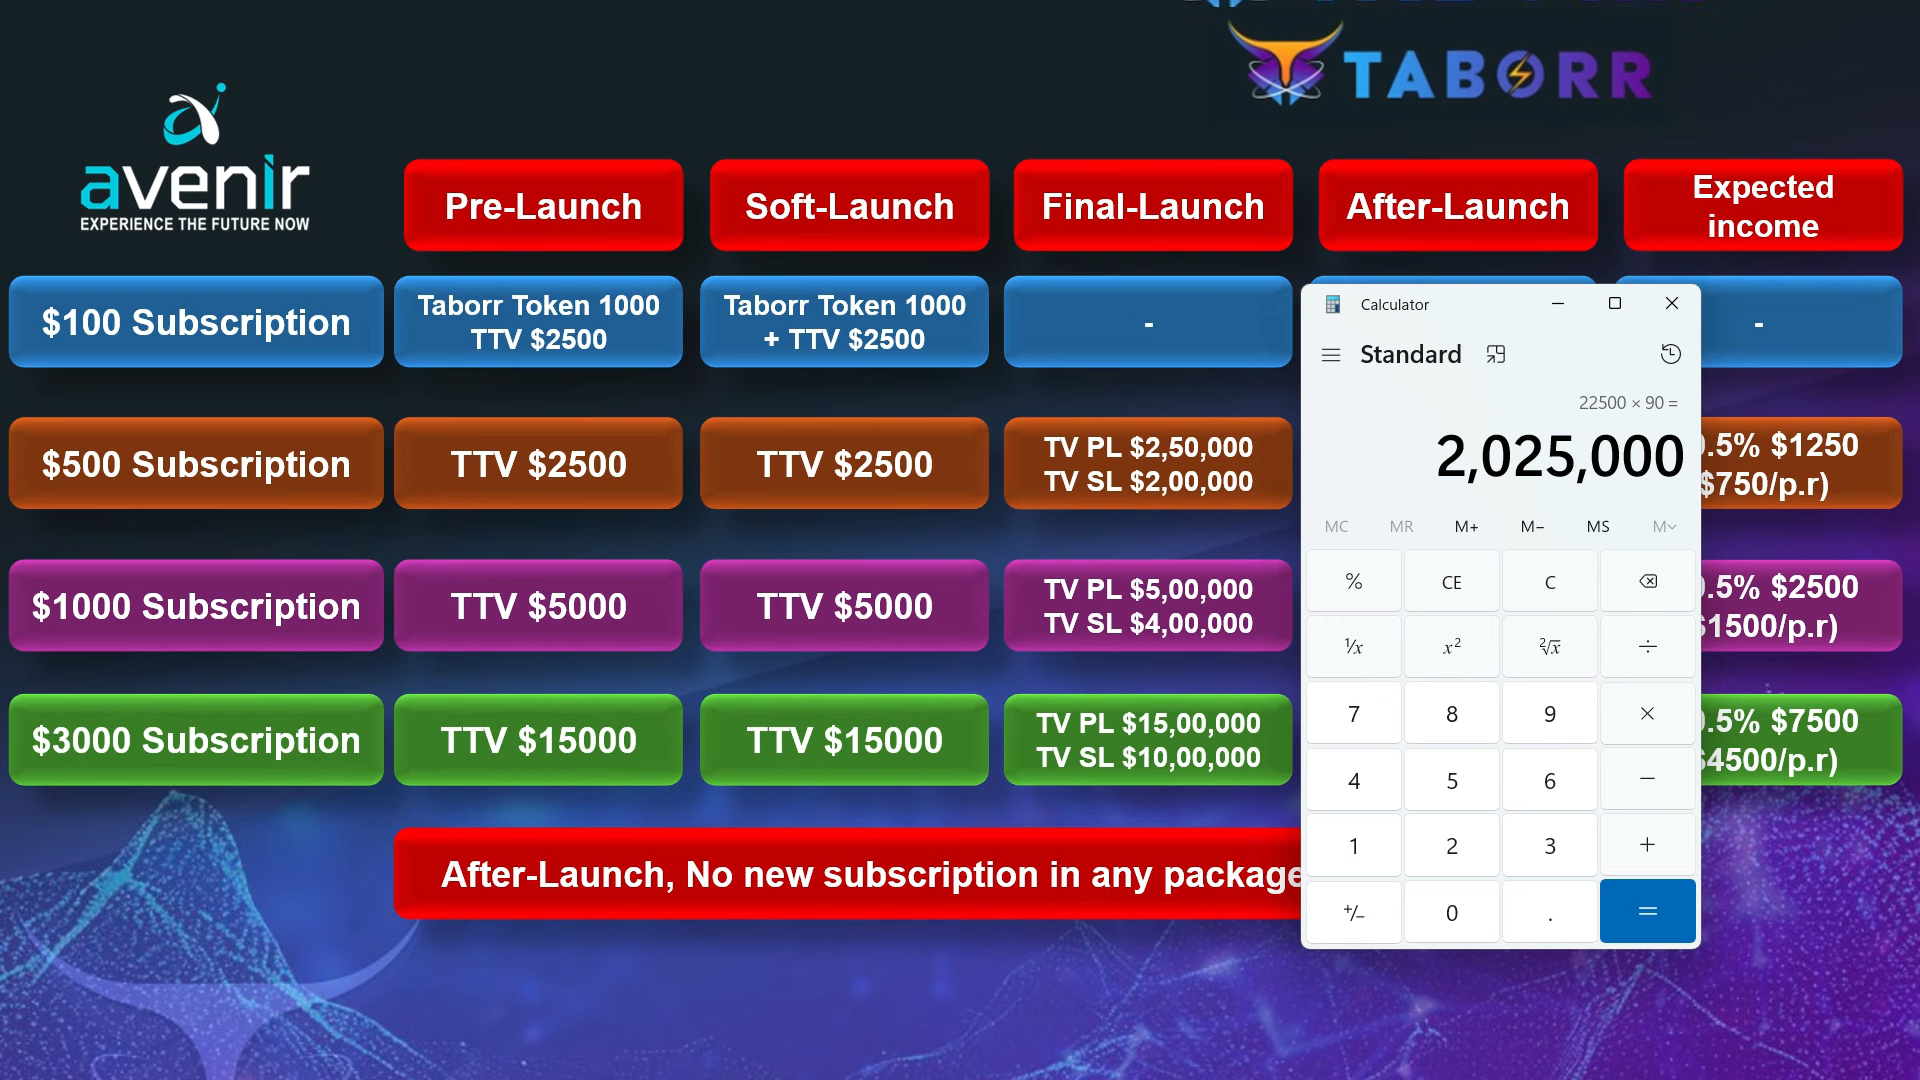 TABORR
avenir
EXPERIENCE THE FUTURE NOW
Pre-Launch
Soft-Launch
Final-Launch
After-Launch
Expected
income
$100 Subscription
Taborr Token 1000
TTV $2500
Taborr Token 1000
+ TTV $2500
-
-
$500 Subscription
TTV $2500
TTV $2500
TV PL $2,50,000
TV SL $2,00,000
.5% $1250
$750/p.r)
$1000 Subscription
TTV $5000
TTV $5000
TV PL $5,00,000
TV SL $4,00,000
.5% $2500
$1500/p.r)
$3000 Subscription
TTV $15000
TTV $15000
TV PL $15,00,000
TV SL $10,00,000
.5% $7500
$4500/p.r)
After-Launch, No new subscription in any package
Calculator
Standard
22500 × 90 =
2,025,000
MC MR M+ M− MS M
% CE C
¹/x x² ²√x ÷
7 8 9 ×
4 5 6 −
1 2 3 +
+/− 0 . =